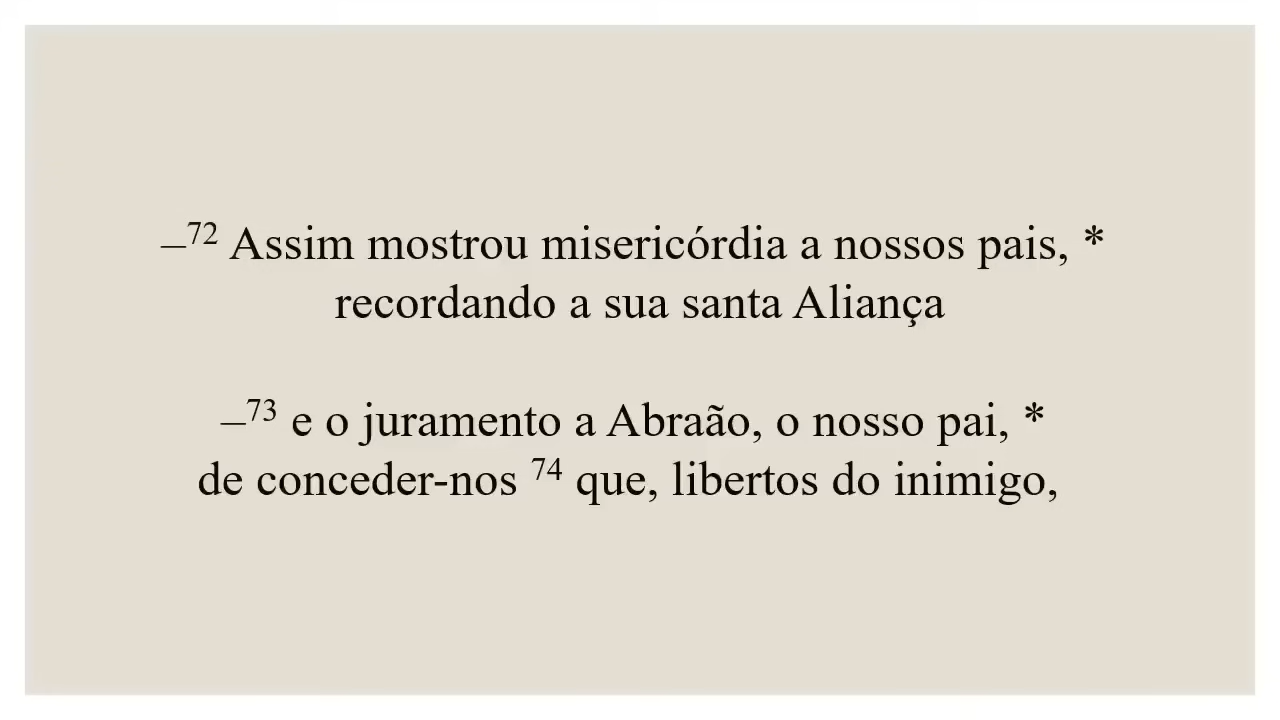 –72 Assim mostrou misericórdia a nossos pais, *
recordando a sua santa Aliança
–73 e o juramento a Abraão, o nosso pai, *
de conceder-nos 74 que, libertos do inimigo,